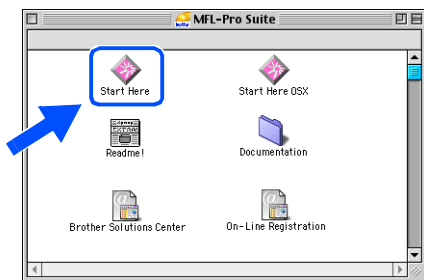 MFL-Pro Suite
Start Here
Start Here OSX
Readme!
Documentation
Brother Solutions Center
On-Line Registration